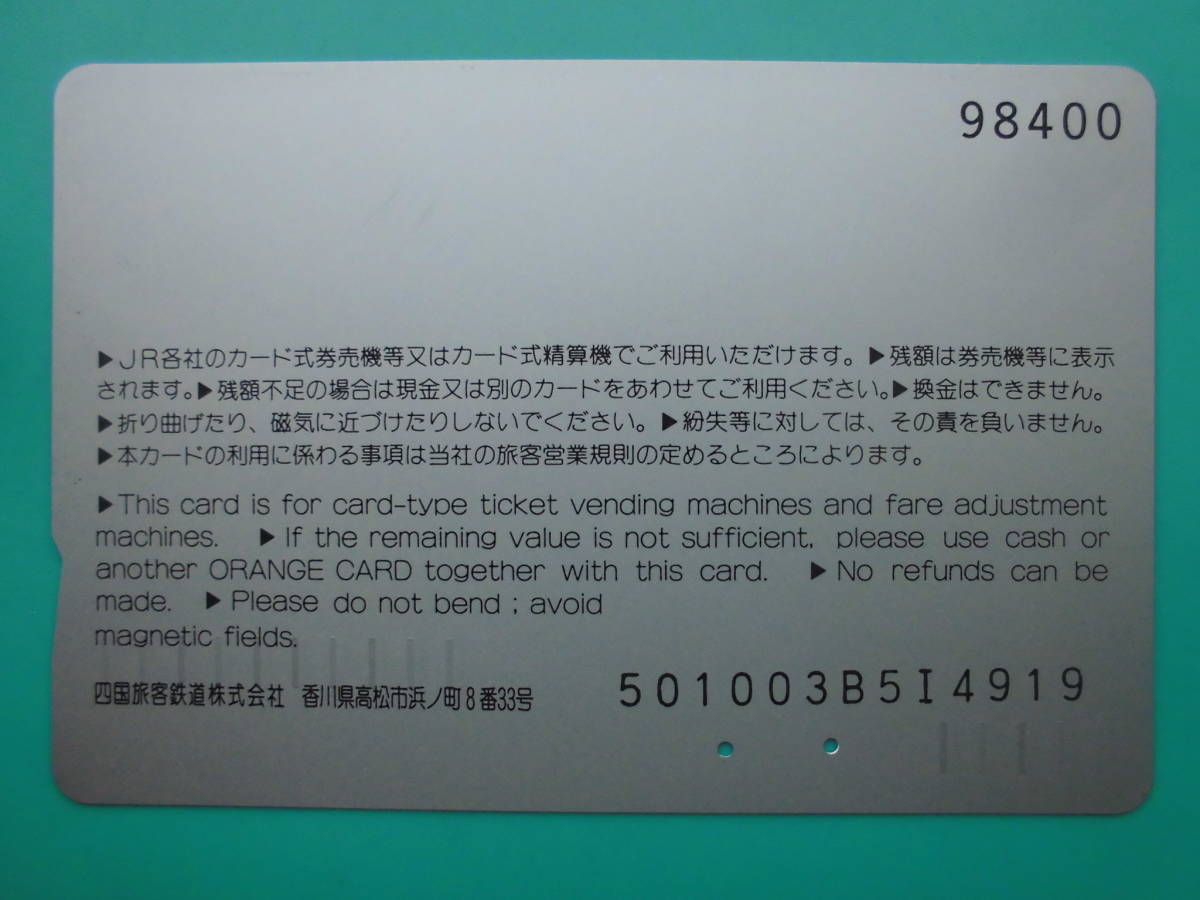 98400
▶JR各社のカード式券売機等又はカード式精算機でご利用いただけます。▶残額は券売機等に表示
されます。▶残額不足の場合は現金又は別のカードをあわせてご利用ください。▶換金はできません。
▶折り曲げたり、磁気に近づけたりしないでください。▶紛失等に対しては、その責を負いません。
▶本カードの利用に係わる事項は当社の旅客営業規則の定めるところによります。
▶This card is for card-type ticket vending machines and fare adjustment
machines. ▶If the remaining value is not sufficient, please use cash or
another ORANGE CARD together with this card. ▶No refunds can be
made. ▶Please do not bend ; avoid
magnetic fields.
四国旅客鉄道株式会社 香川県高松市浜ノ町8番33号
501003B5I4919